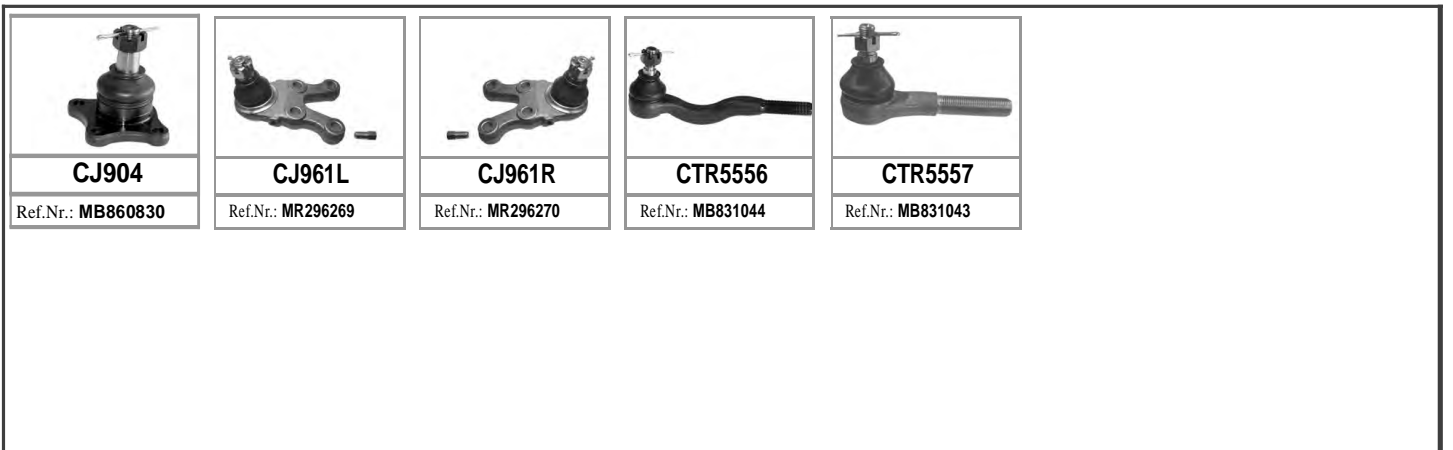 CJ904
Ref.Nr.: MB860830
CJ961L
Ref.Nr.: MR296269
CJ961R
Ref.Nr.: MR296270
CTR5556
Ref.Nr.: MB831044
CTR5557
Ref.Nr.: MB831043